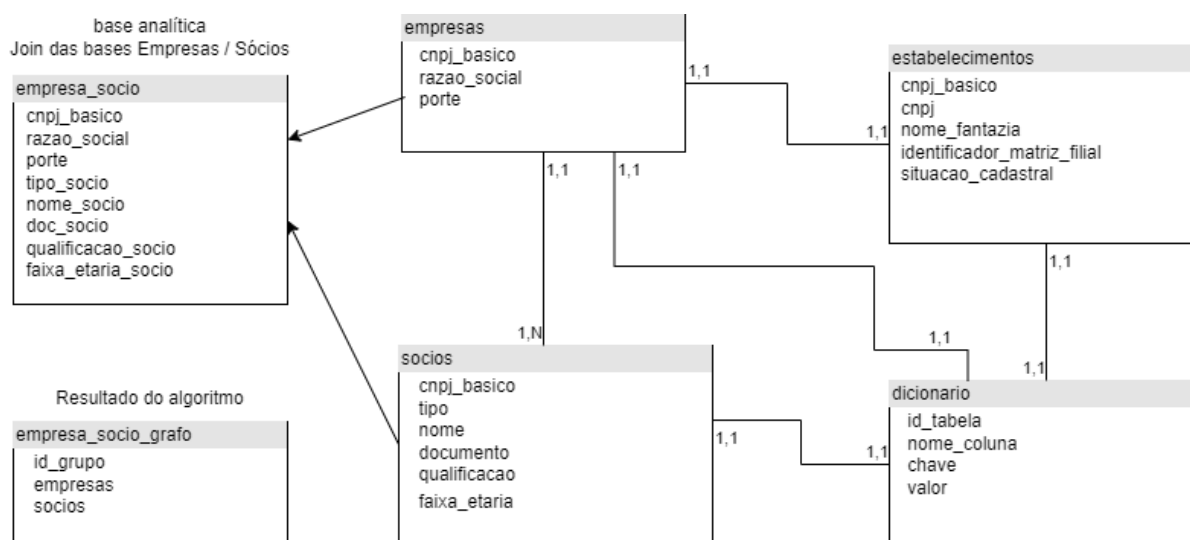 base analítica
Join das bases Empresas / Sócios
empresa_socio
cnpj_basico
razao_social
porte
tipo_socio
nome_socio
doc_socio
qualificacao_socio
faixa_etaria_socio
empresas
cnpj_basico
razao_social
porte
estabelecimentos
cnpj_basico
cnpj
nome_fantazia
identificador_matriz_filial
situacao_cadastral
1,1
1,1
1,1
1,1
1,1
1,N
1,1
1,1
socios
cnpj_basico
tipo
nome
documento
qualificacao
faixa_etaria
1,1
1,1
dicionario
id_tabela
nome_coluna
chave
valor
Resultado do algoritmo
empresa_socio_grafo
id_grupo
empresas
socios